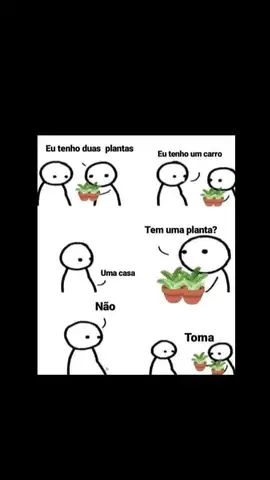 Eu tenho duas plantas
Eu tenho um carro
Uma casa
Tem uma planta?
Não
Toma